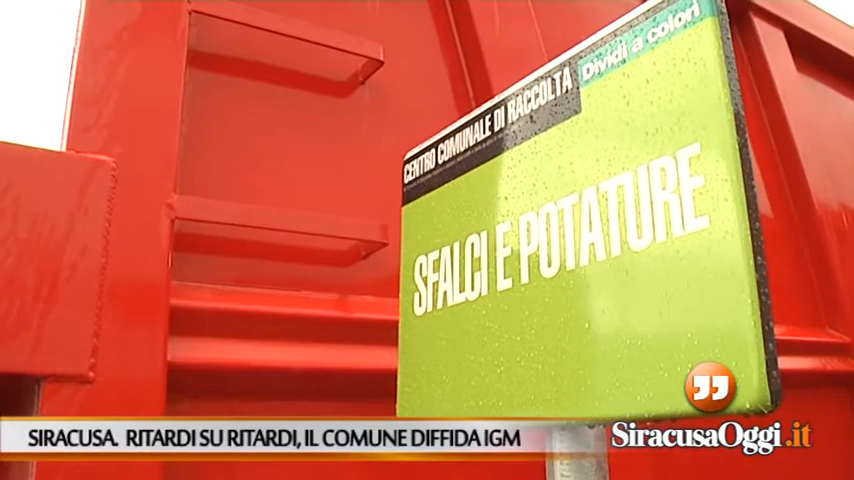 Dividi a colori
CENTRO COMUNALE DI RACCOLTA
SFALCI E POTATURE
SIRACUSA. RITARDI SU RITARDI, IL COMUNE DIFFIDA IGM
SiracusaOggi.it